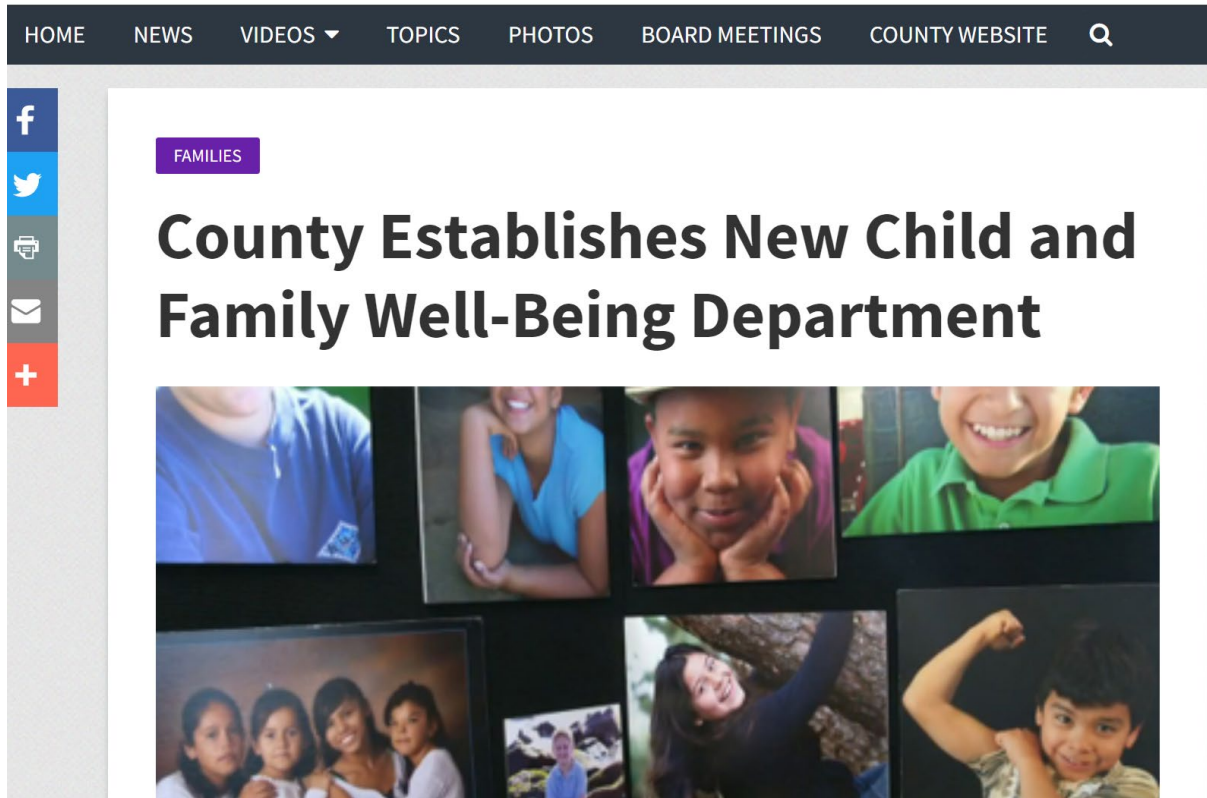 HOME NEWS VIDEOS TOPICS PHOTOS BOARD MEETINGS COUNTY WEBSITE
FAMILIES
County Establishes New Child and
Family Well-Being Department